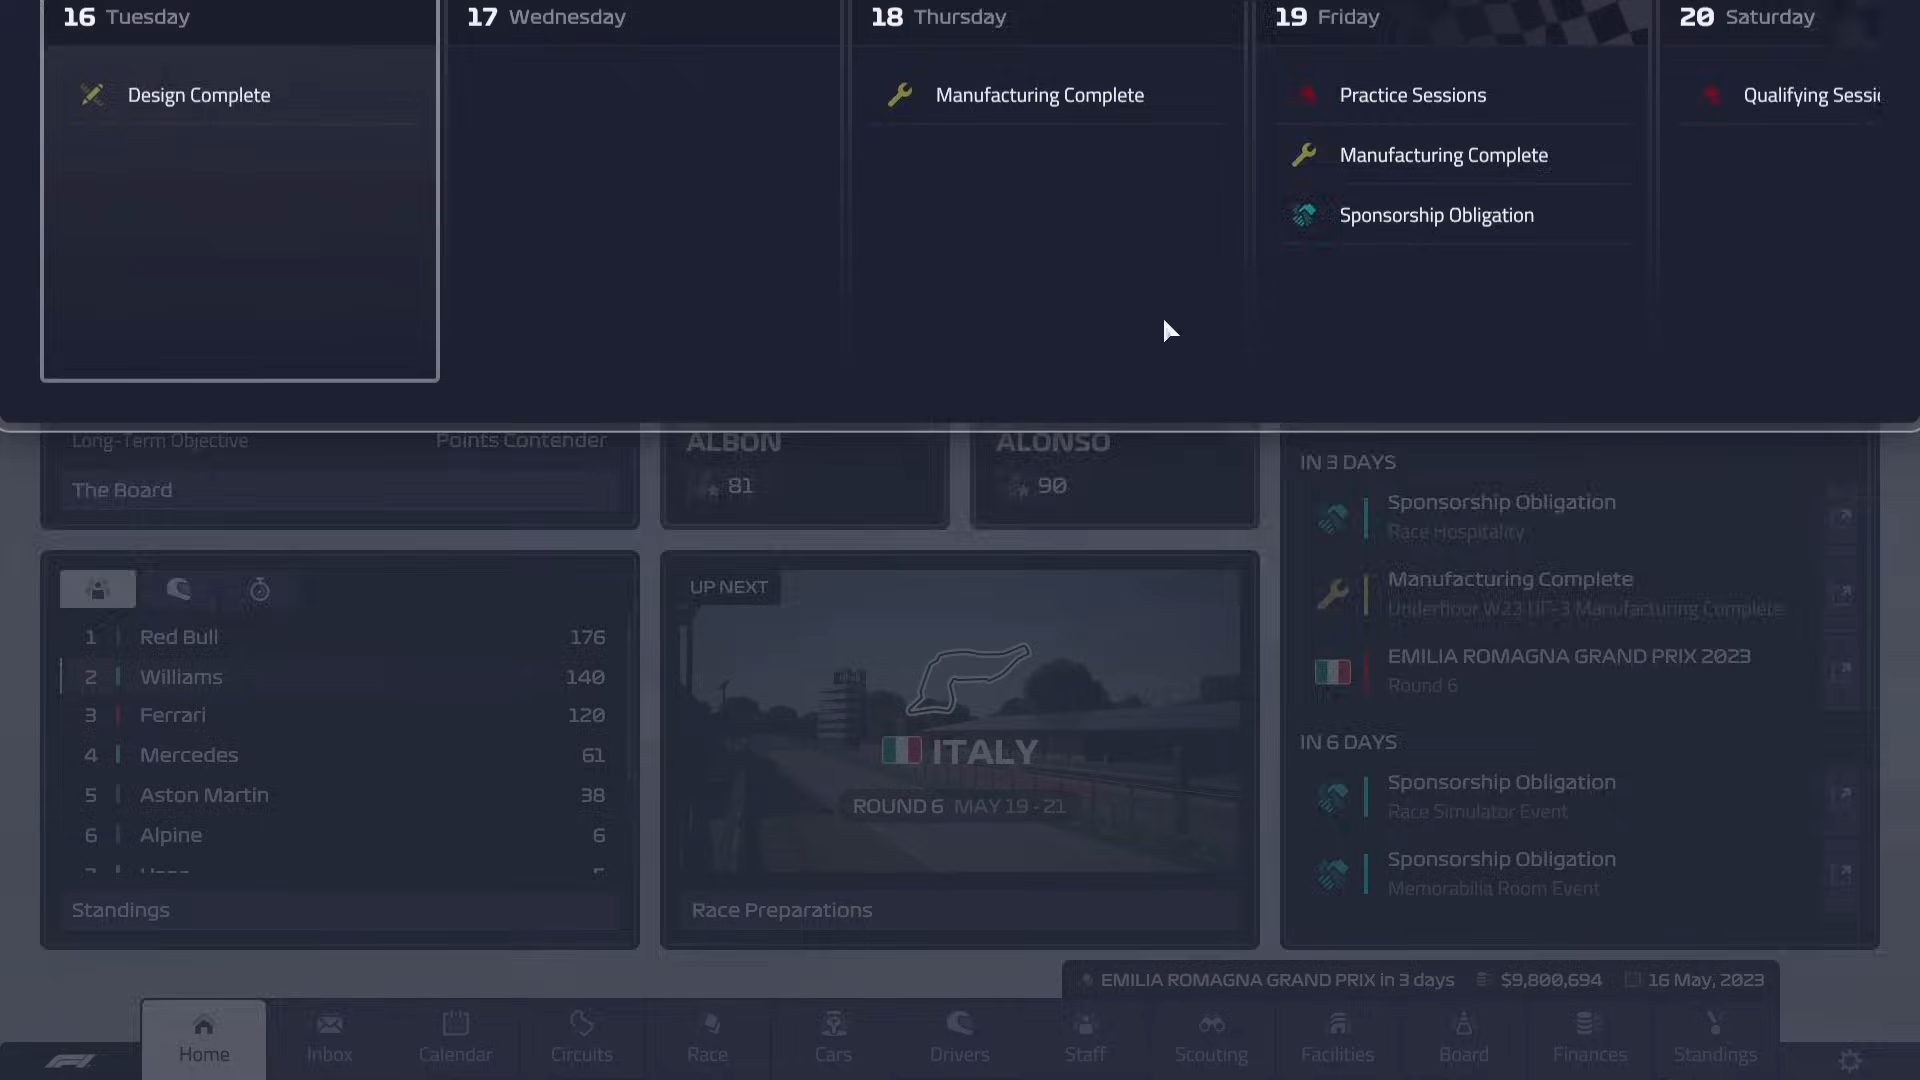 16 Tuesday
17 Wednesday
18 Thursday
19 Friday
20 Saturday
Design Complete
Manufacturing Complete
Practice Sessions
Manufacturing Complete
Sponsorship Obligation
Qualifying Sessi
Long-Term Objective
Points Contender
The Board
ALBON
81
ALONSO
90
IN 3 DAYS
Sponsorship Obligation
Race Hospitality
Manufacturing Complete
Underfloor W23 UF-3 Manufacturing Complete
EMILIA ROMAGNA GRAND PRIX 2023
Round 6
IN 6 DAYS
Sponsorship Obligation
Race Simulator Event
Sponsorship Obligation
Memorabilia Room Event
1 Red Bull 176
2 Williams 140
3 Ferrari 120
4 Mercedes 61
5 Aston Martin 38
6 Alpine 6
Standings
UP NEXT
ITALY
ROUND 6 MAY 19 - 21
Race Preparations
EMILIA ROMAGNA GRAND PRIX in 3 days
$9,800,694
16 May, 2023
Home
Inbox
Calendar
Circuits
Race
Cars
Drivers
Staff
Scouting
Facilities
Board
Finances
Standings